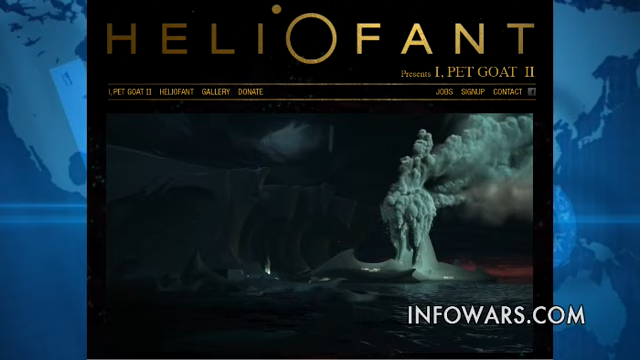 HELIOFANT
Presents I, PET GOAT II
I, PET GOAT II HELIOFANT GALLERY DONATE JOBS SIGNUP CONTACT
INFOWARS.COM